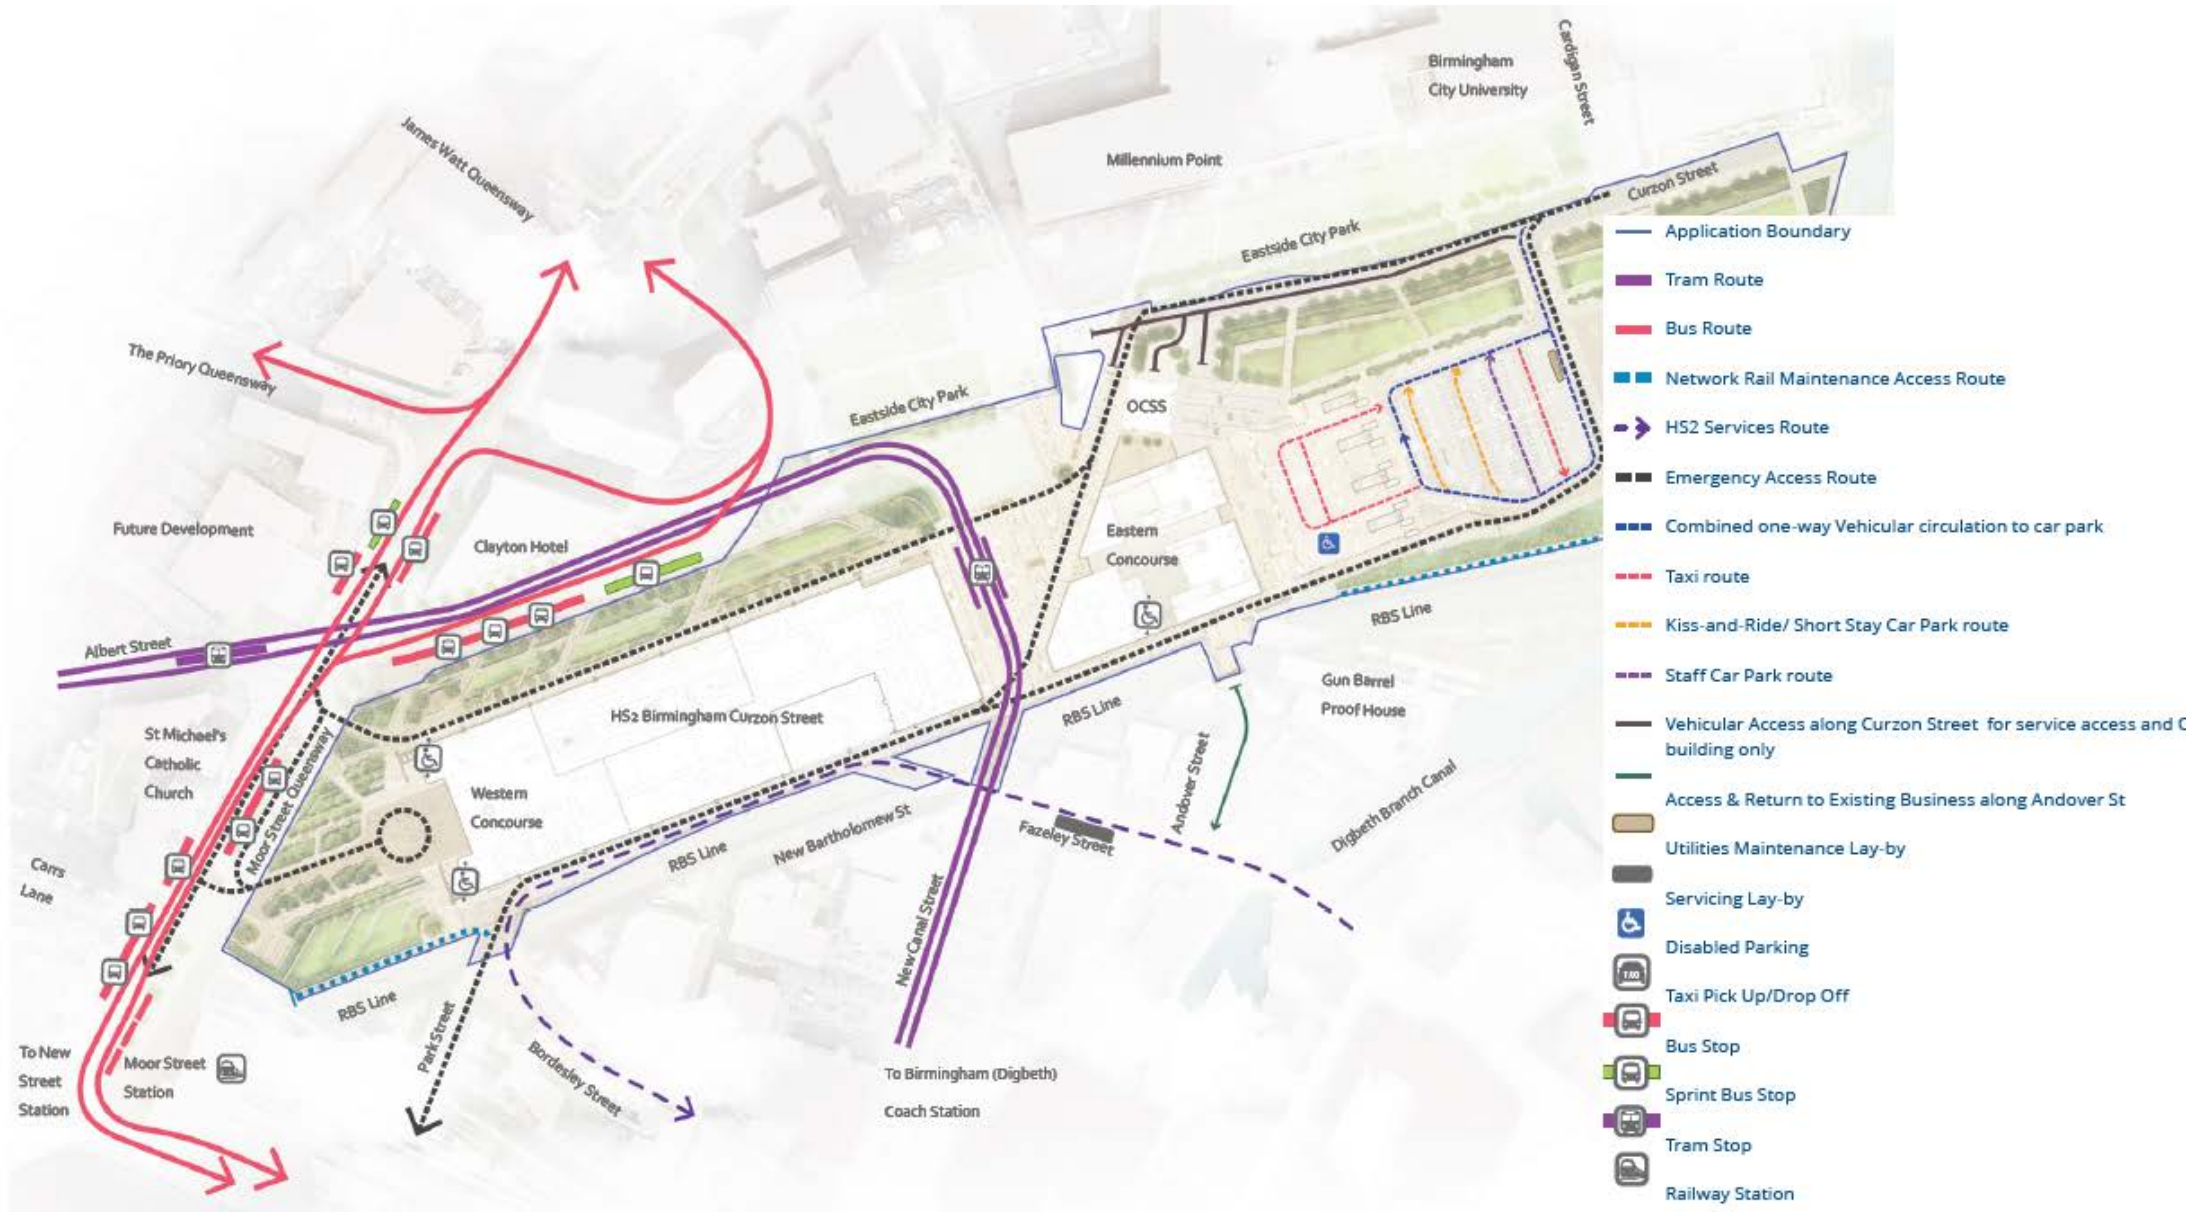 Cardigan Street
Birmingham
City University
James Watt Queensway
Millennium Point
Curzon Street
Eastside City Park
The Priory Queensway
Eastside City Park
OCSS
Future Development
Clayton Hotel
Eastern
Concourse
Albert Street
RBS Line
HS2 Birmingham Curzon Street
Gun Barrel
Proof House
RBS Line
St Micheel's
Catholic
Church
Moor Street Queensway
Western
Concourse
Andover Street
Digbeth Branch Canal
Carrs
Lane
RBS Line
New Bartholomew St
Fazeley Street
New Canal Street
RBS Line
Park Street
Bordesley Street
To New
Street
Station
Moor Street
Station
To Birmingham (Digbeth)
Coach Station
Application Boundary
Tram Route
Bus Route
Network Rail Maintenance Access Route
HS2 Services Route
Emergency Access Route
Combined one-way Vehicular circulation to car park
Taxi route
Kiss-and-Ride/ Short Stay Car Park route
Staff Car Park route
Vehicular Access along Curzon Street for service access and
building only
Access & Return to Existing Business along Andover St
Utilities Maintenance Lay-by
Servicing Lay-by
Disabled Parking
Taxi Pick Up/Drop Off
Bus Stop
Sprint Bus Stop
Tram Stop
Railway Station